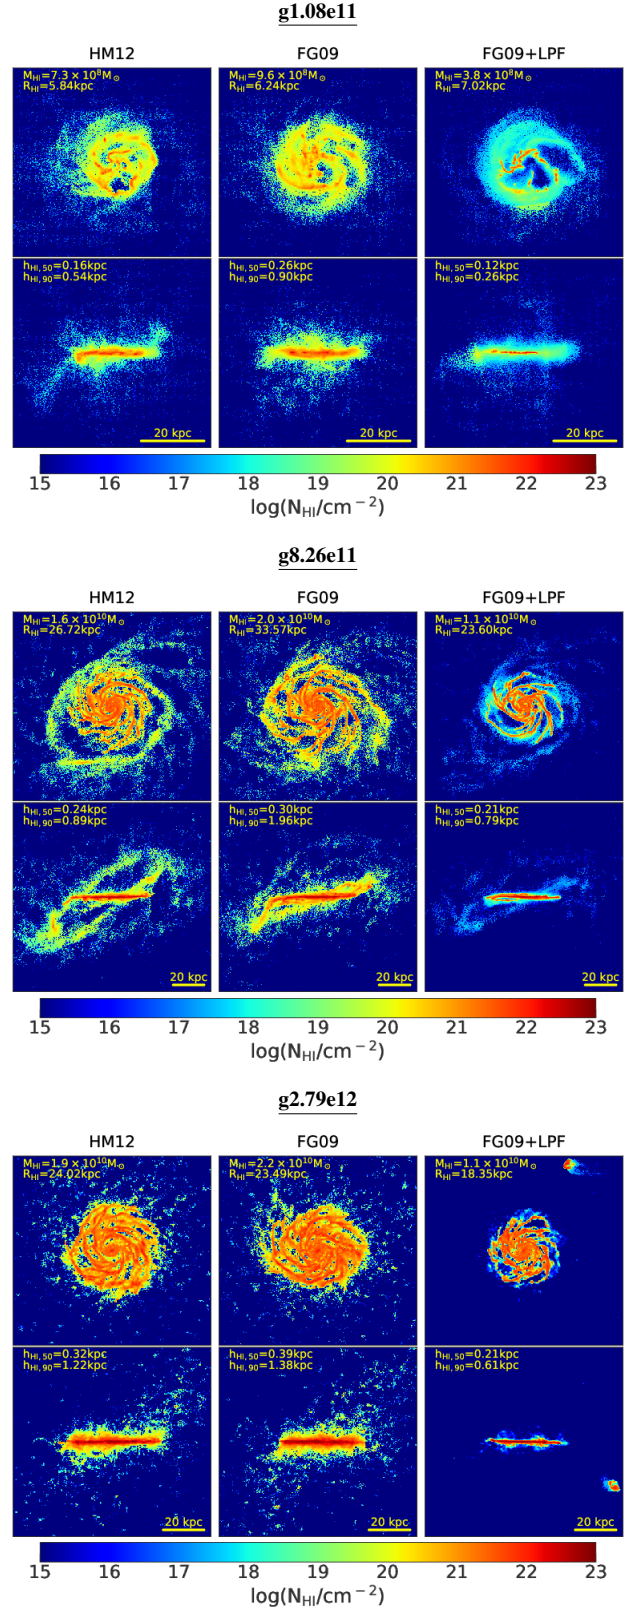 g1.08e11
HM12 FG09 FG09+LPF
M_HI=7.3 × 10^8M_⊙ M_HI=9.6 × 10^8M_⊙ M_HI=3.8 × 10^8M_⊙
R_HI=5.84kpc R_HI=6.24kpc R_HI=7.02kpc
h_HI,50=0.16kpc h_HI,50=0.26kpc h_HI,50=0.12kpc
h_HI,90=0.54kpc h_HI,90=0.90kpc h_HI,90=0.26kpc
20 kpc 20 kpc 20 kpc
15 16 17 18 19 20 21 22 23
log(N_HI/cm^−2)
g8.26e11
HM12 FG09 FG09+LPF
M_HI=1.6 × 10^10M_⊙ M_HI=2.0 × 10^10M_⊙ M_HI=1.1 × 10^10M_⊙
R_HI=26.72kpc R_HI=33.57kpc R_HI=23.60kpc
h_HI,50=0.24kpc h_HI,50=0.30kpc h_HI,50=0.21kpc
h_HI,90=0.89kpc h_HI,90=1.96kpc h_HI,90=0.79kpc
20 kpc 20 kpc 20 kpc
15 16 17 18 19 20 21 22 23
log(N_HI/cm^−2)
g2.79e12
HM12 FG09 FG09+LPF
M_HI=1.9 × 10^10M_⊙ M_HI=2.2 × 10^10M_⊙ M_HI=1.1 × 10^10M_⊙
R_HI=24.02kpc R_HI=23.49kpc R_HI=18.35kpc
h_HI,50=0.32kpc h_HI,50=0.39kpc h_HI,50=0.21kpc
h_HI,90=1.22kpc h_HI,90=1.38kpc h_HI,90=0.61kpc
20 kpc 20 kpc 20 kpc
15 16 17 18 19 20 21 22 23
log(N_HI/cm^−2)